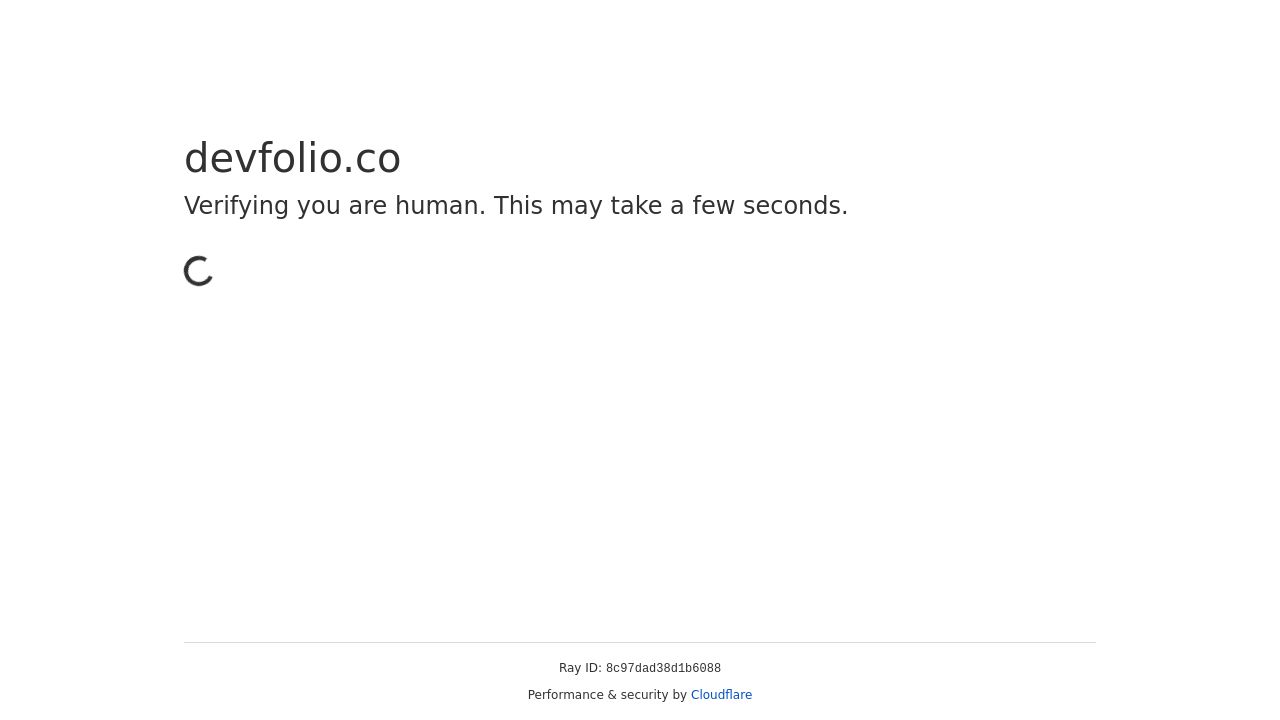 devfolio.co
Verifying you are human. This may take a few seconds.
Ray ID: 8c97dad38d1b6088
Performance & security by Cloudflare